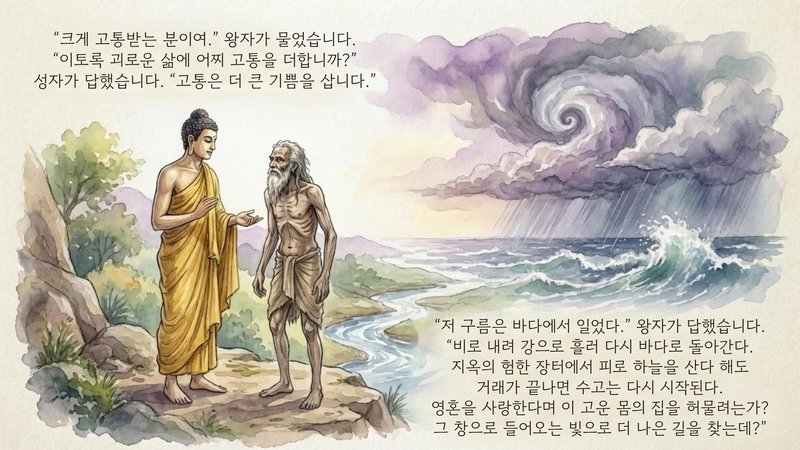 “크게 고통받는 분이여.” 왕자가 물었습니다.
“이토록 괴로운 삶에 어찌 고통을 더합니까?”
성자가 답했습니다. “고통은 더 큰 기쁨을 삽니다.”
“저 구름은 바다에서 일었다.” 왕자가 답했습니다.
“비로 내려 강으로 흘러 다시 바다로 돌아간다.
지옥의 험한 장터에서 피로 하늘을 산다 해도
거래가 끝나면 수고는 다시 시작된다.
영혼을 사랑한다며 이 고운 몸의 집을 허물려는가?
그 창으로 들어오는 빛으로 더 나은 길을 찾는데?”